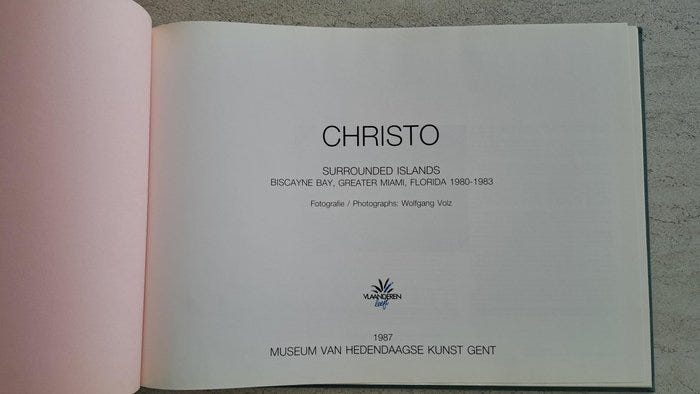 CHRISTO
SURROUNDED ISLANDS
BISCAYNE BAY, GREATER MIAMI, FLORIDA 1980-1983
Fotografie / Photographs: Wolfgang Volz
VLAANDEREN
leeft
1987
MUSEUM VAN HEDENDAAGSE KUNST GENT